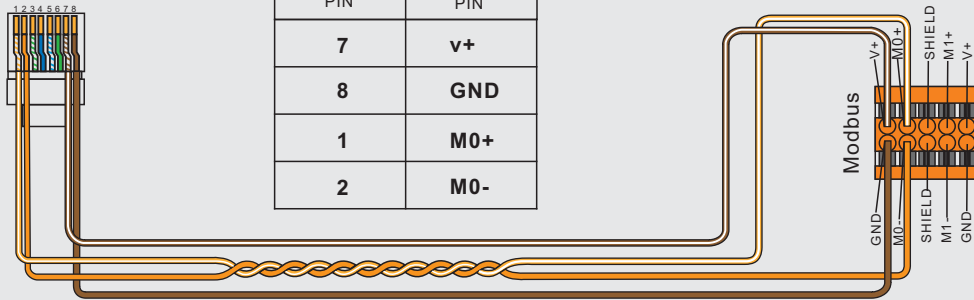 1 2 3 4 5 6 7 8
PIN PIN
7 v+
8 GND
1 M0+
2 M0-
Modbus
V+
M0+
SHIELD
M1+
V+
GND
M0-
SHIELD
M1-
GND